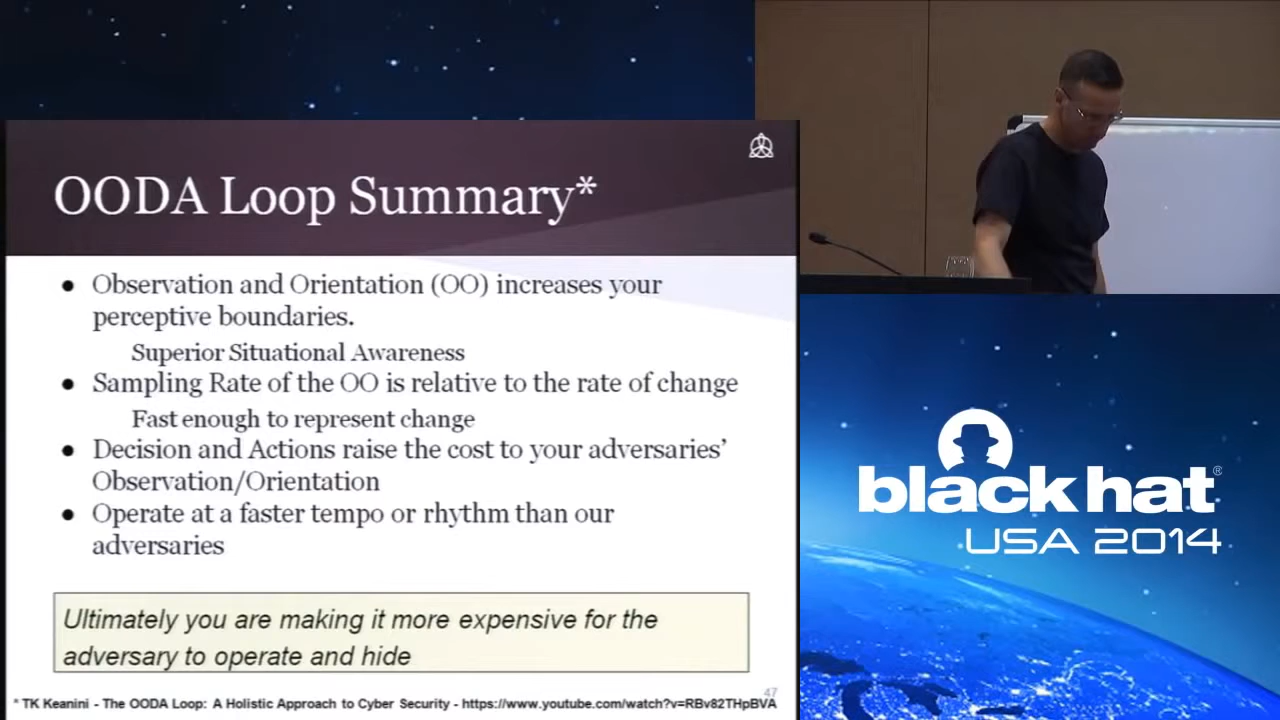 OODA Loop Summary*
● Observation and Orientation (OO) increases your
perceptive boundaries.
Superior Situational Awareness
● Sampling Rate of the OO is relative to the rate of change
Fast enough to represent change
● Decision and Actions raise the cost to your adversaries’
Observation/Orientation
● Operate at a faster tempo or rhythm than our
adversaries
Ultimately you are making it more expensive for the
adversary to operate and hide
47
* TK Keanini - The OODA Loop: A Holistic Approach to Cyber Security - https://www.youtube.com/watch?v=RBv82THpBVA
black hat®
USA 2014